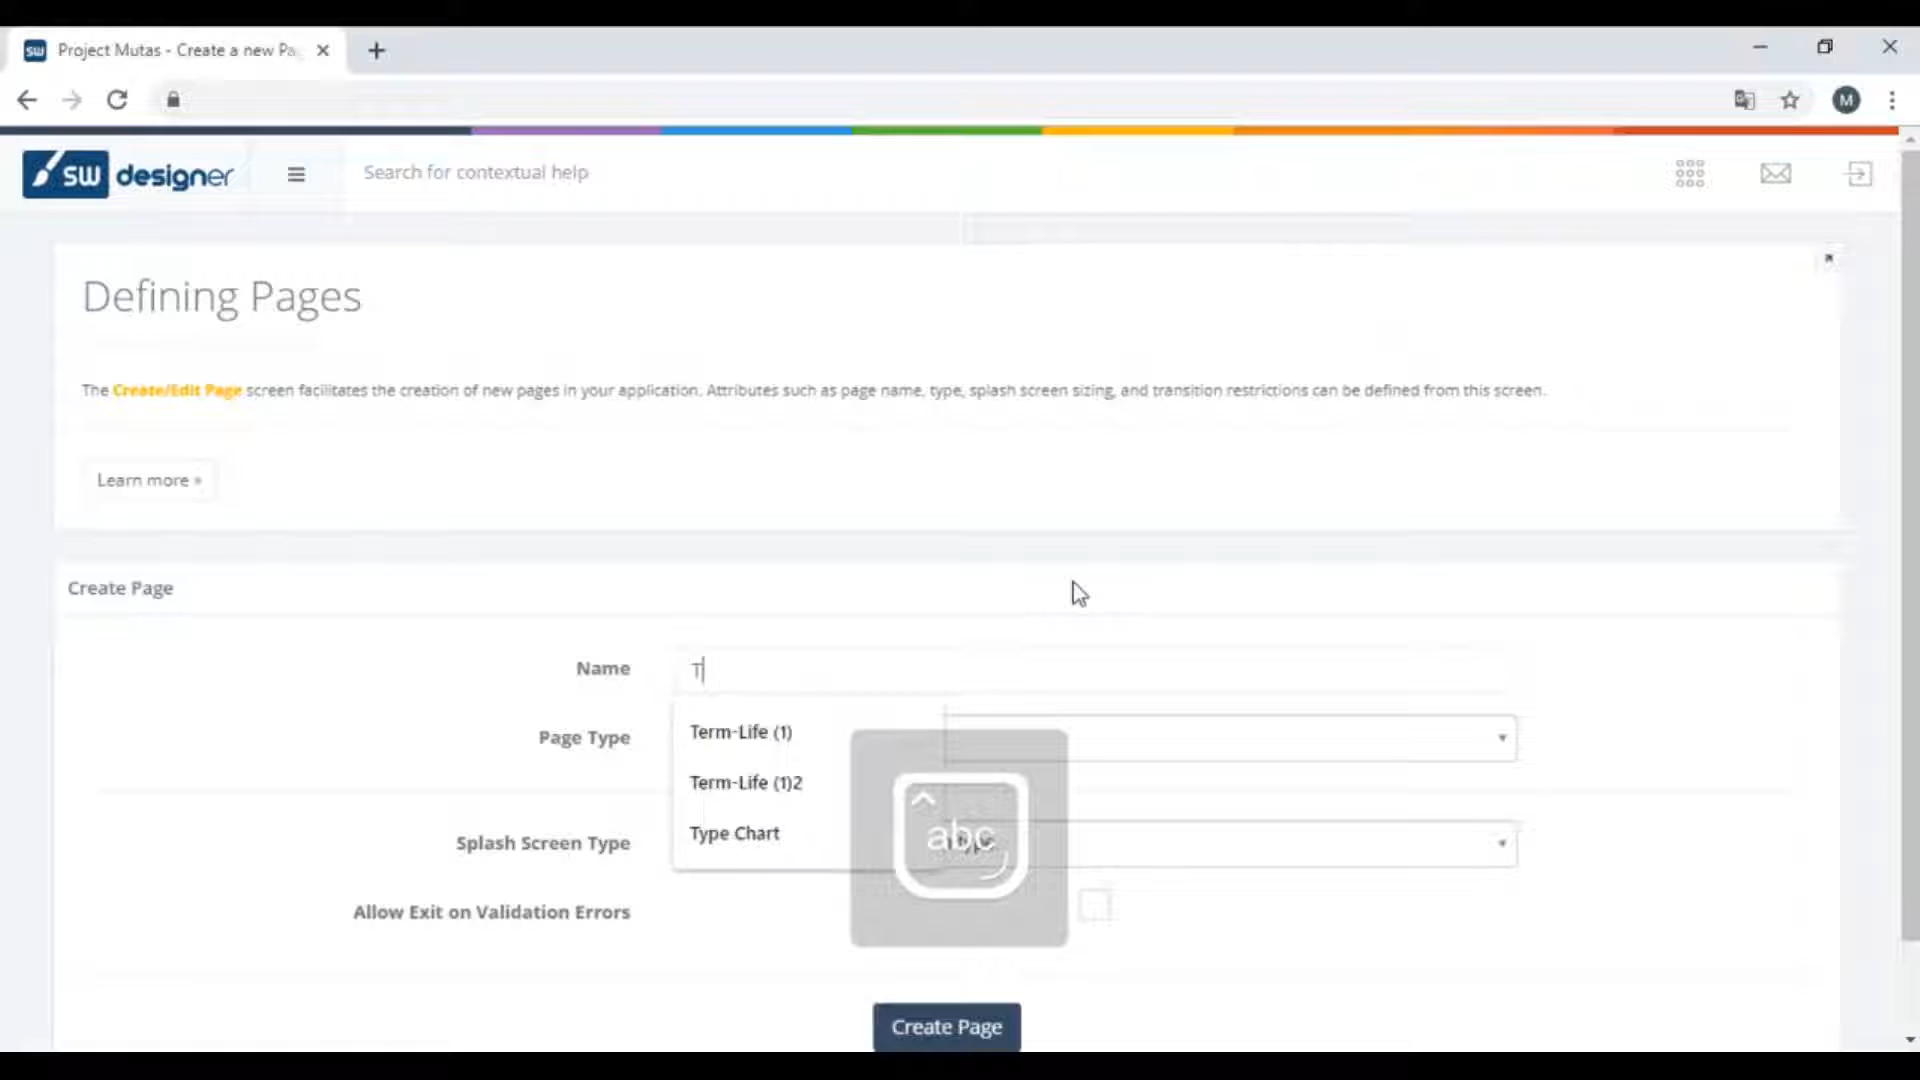 Project Mutas - Create a new Pa
M
sw designer
Search for contextual help
Defining Pages
The Create/Edit Page screen facilitates the creation of new pages in your application. Attributes such as page name, type, splash screen sizing, and transition restrictions can be defined from this screen.
Learn more »
Create Page
Name
T
Term-Life (1)
Term-Life (1)2
Type Chart
Page Type
Splash Screen Type
abc
Allow Exit on Validation Errors
Create Page